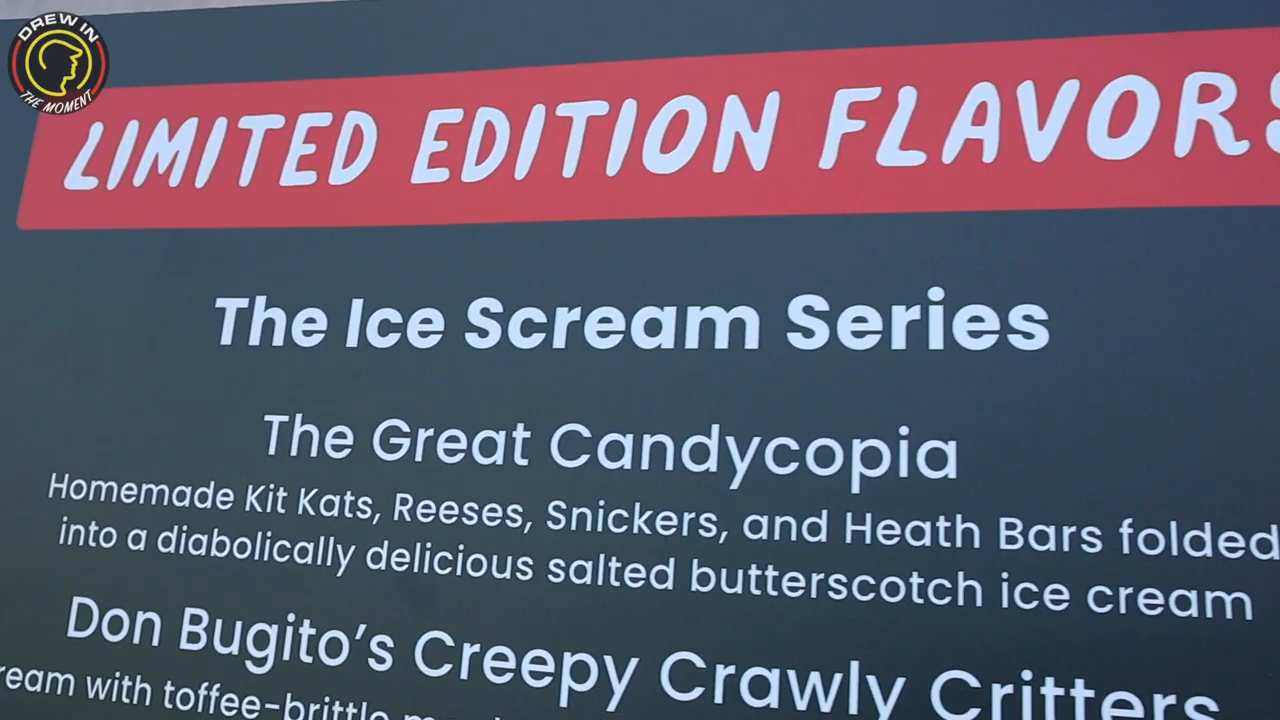 DREW IN
THE MOMENT
LIMITED EDITION FLAVORS
The Ice Scream Series
The Great Candycopia
Homemade Kit Kats, Reeses, Snickers, and Heath Bars folded
into a diabolically delicious salted butterscotch ice cream
Don Bugito's Creepy Crawly Critters
with toffee-brittle